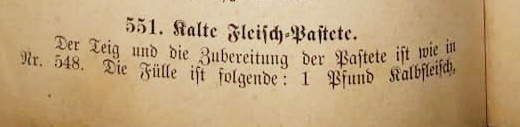 551. Kalte Fleisch-Pastete.
Der Teig und die Zubereitung der Pastete ist wie in
Nr. 548. Die Fülle ist folgende: 1 Pfund Kalbfleisch,